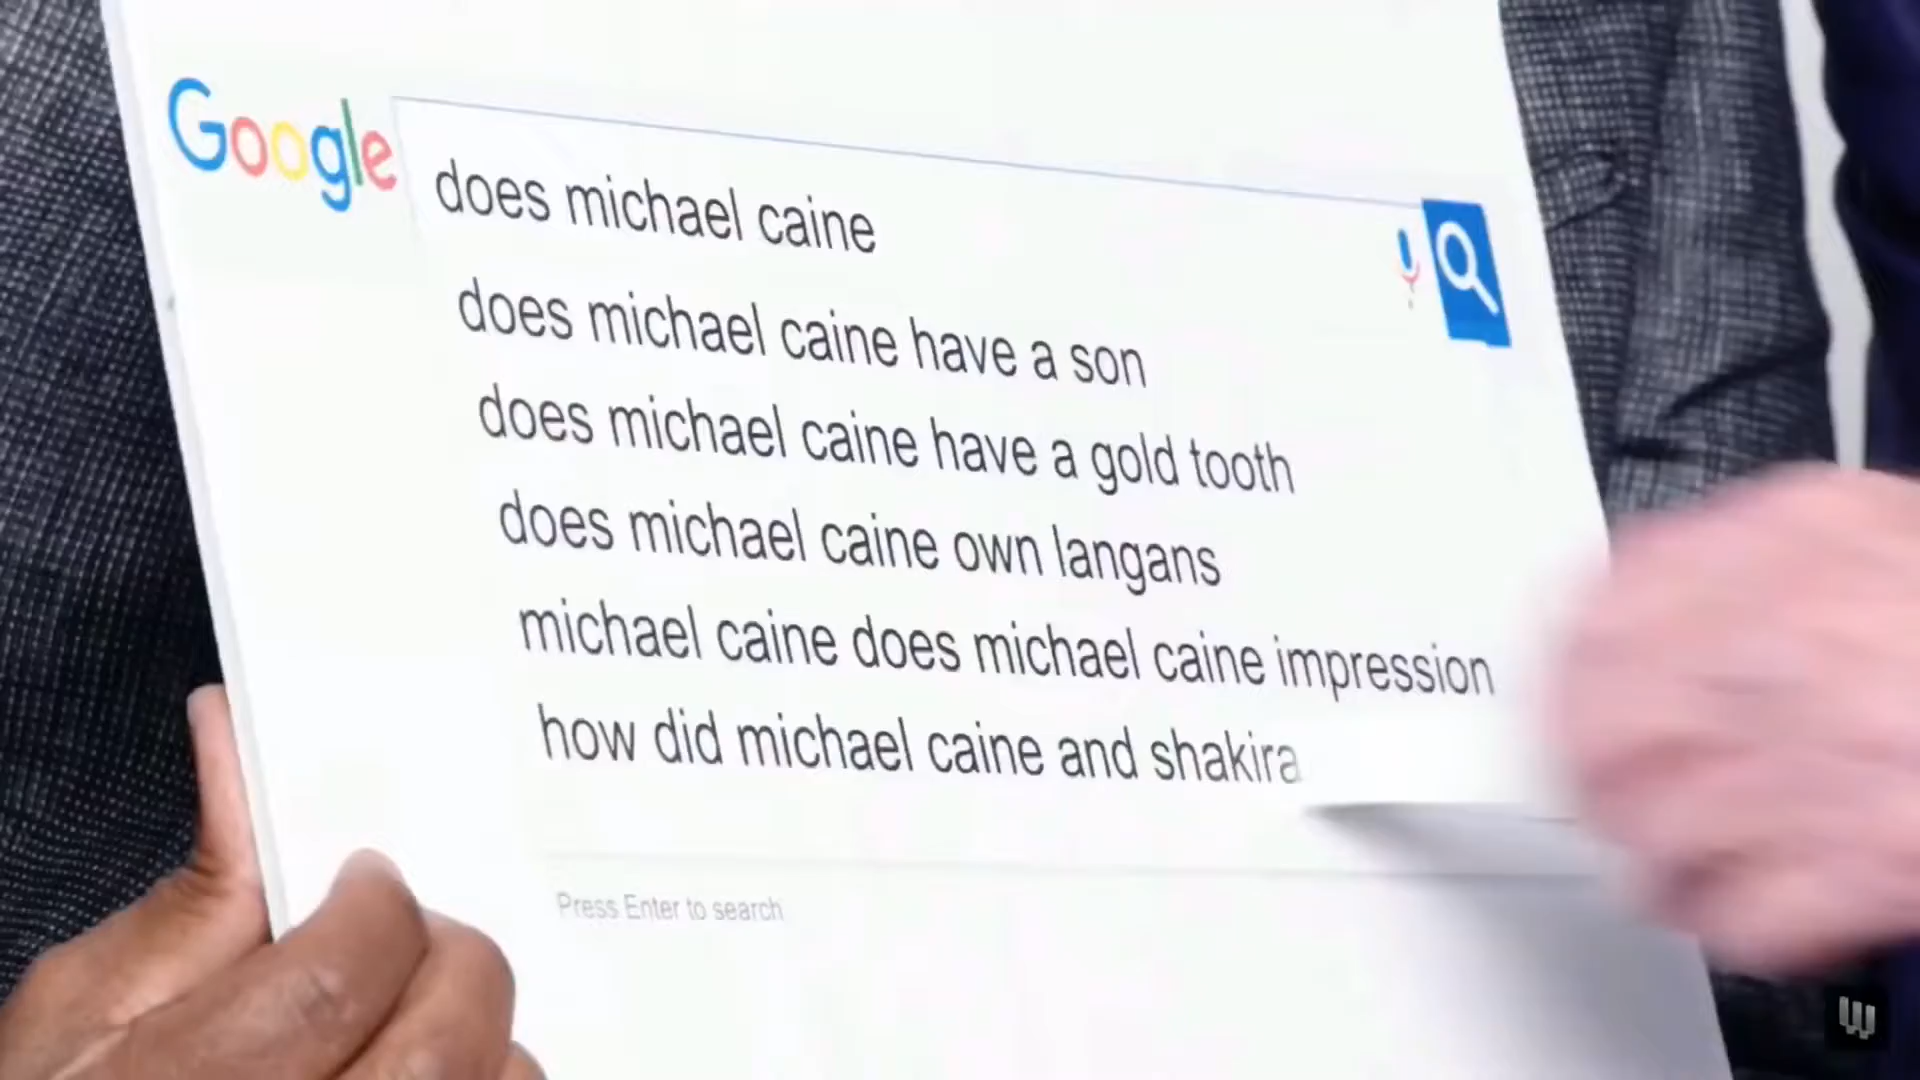 Google
does michael caine
does michael caine have a son
does michael caine have a gold tooth
does michael caine own langans
michael caine does michael caine impression
how did michael caine and shakira
Press Enter to search
W